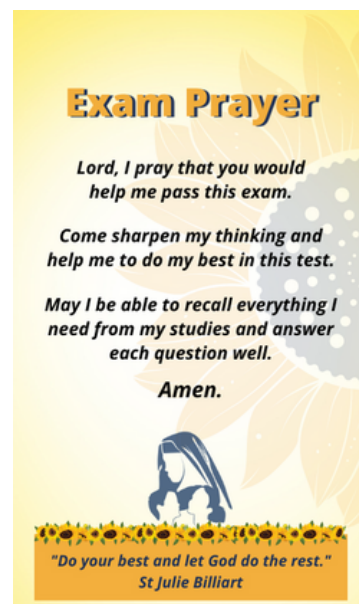 Exam Prayer
Lord, I pray that you would
help me pass this exam.
Come sharpen my thinking and
help me to do my best in this test.
May I be able to recall everything I
need from my studies and answer
each question well.
Amen.
"Do your best and let God do the rest."
St Julie Billiart